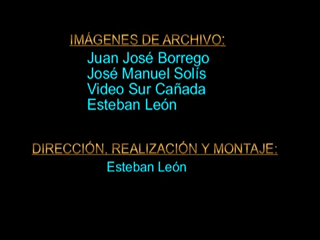 IMÁGENES DE ARCHIVO:
Juan José Borrego
José Manuel Solís
Video Sur Cañada
Esteban León
DIRECCIÓN, REALIZACIÓN Y MONTAJE:
Esteban León